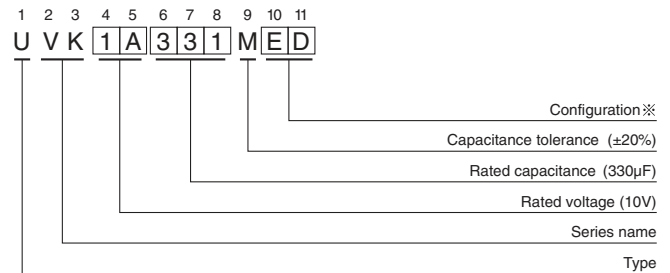 1 2 3 4 5 6 7 8 9 10 11
U V K 1 A 3 3 1 M E D
Configuration※
Capacitance tolerance (±20%)
Rated capacitance (330µF)
Rated voltage (10V)
Series name
Type